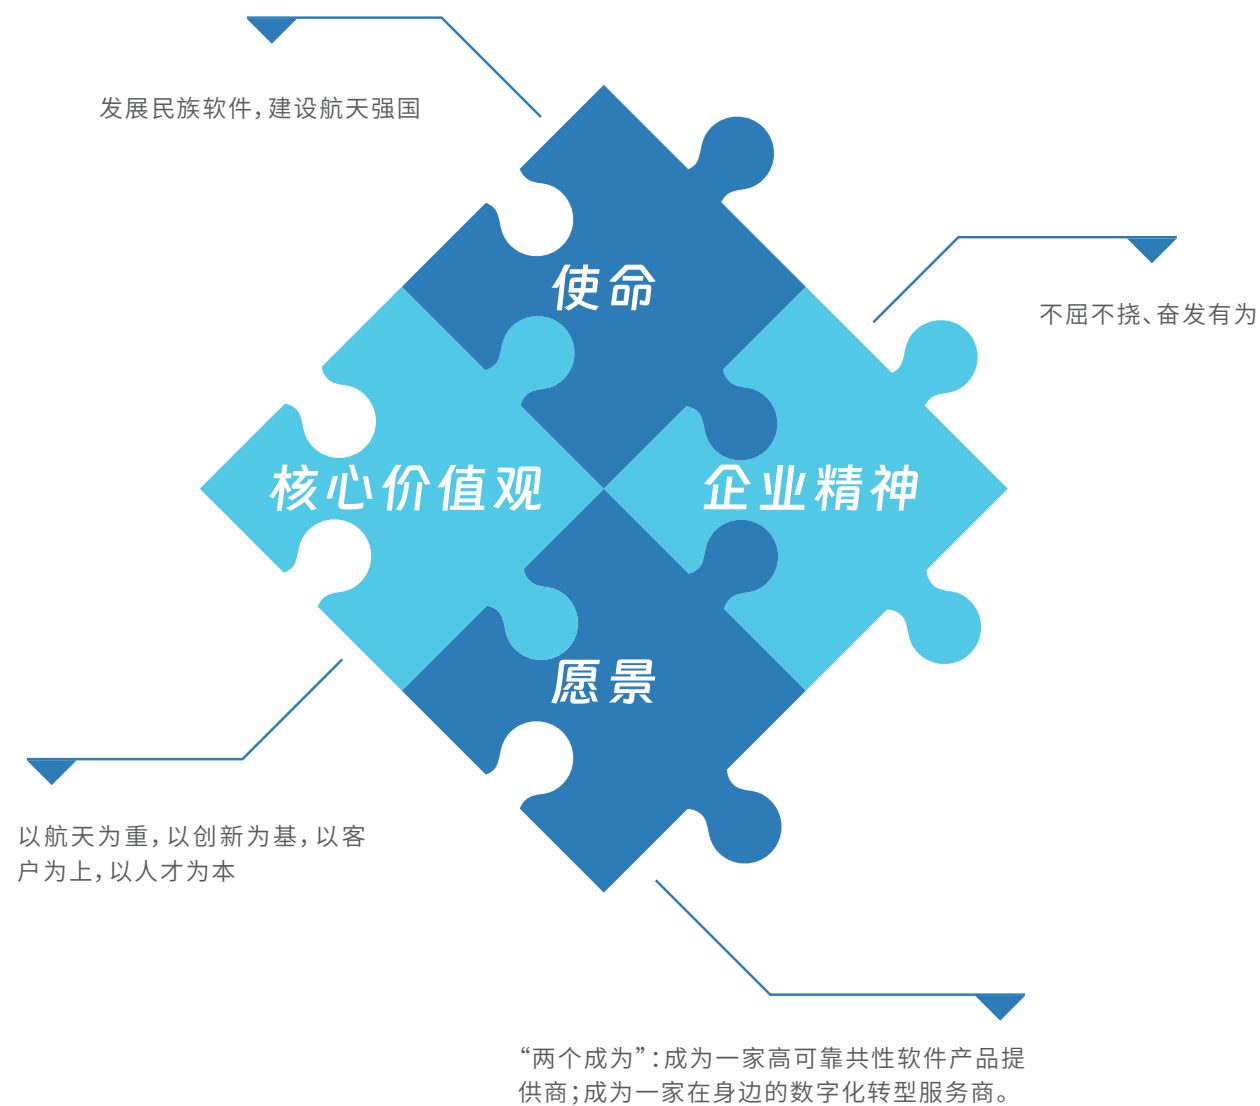 发展民族软件，建设航天强国
使命
不屈不挠、奋发有为
核心价值观
企业精神
愿景
以航天为重，以创新为基，以客
户为上，以人才为本
“两个成为”：成为一家高可靠共性软件产品提
供商；成为一家在身边的数字化转型服务商。